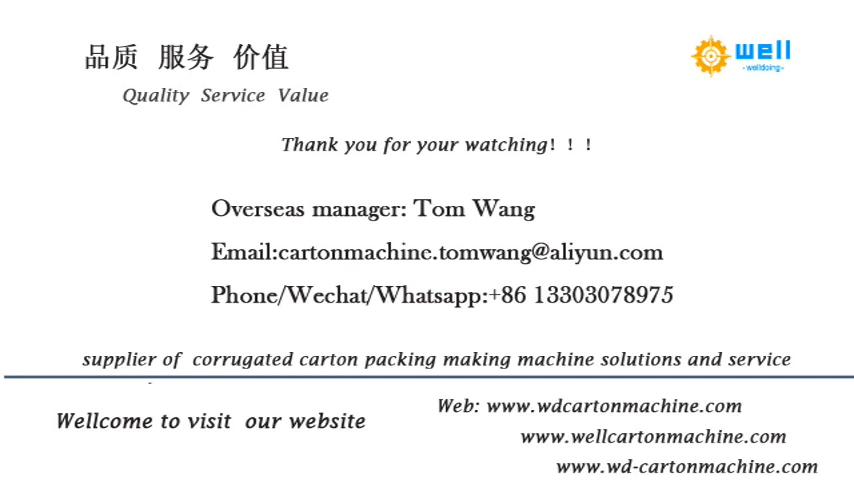 品质 服务 价值
well
-welldoing-
Quality Service Value
Thank you for your watching！！！
Overseas manager: Tom Wang
Email:cartonmachine.tomwang@aliyun.com
Phone/Wechat/Whatsapp:+86 13303078975
supplier of corrugated carton packing making machine solutions and service
Wellcome to visit our website
Web: www.wdcartonmachine.com
www.wellcartonmachine.com
www.wd-cartonmachine.com